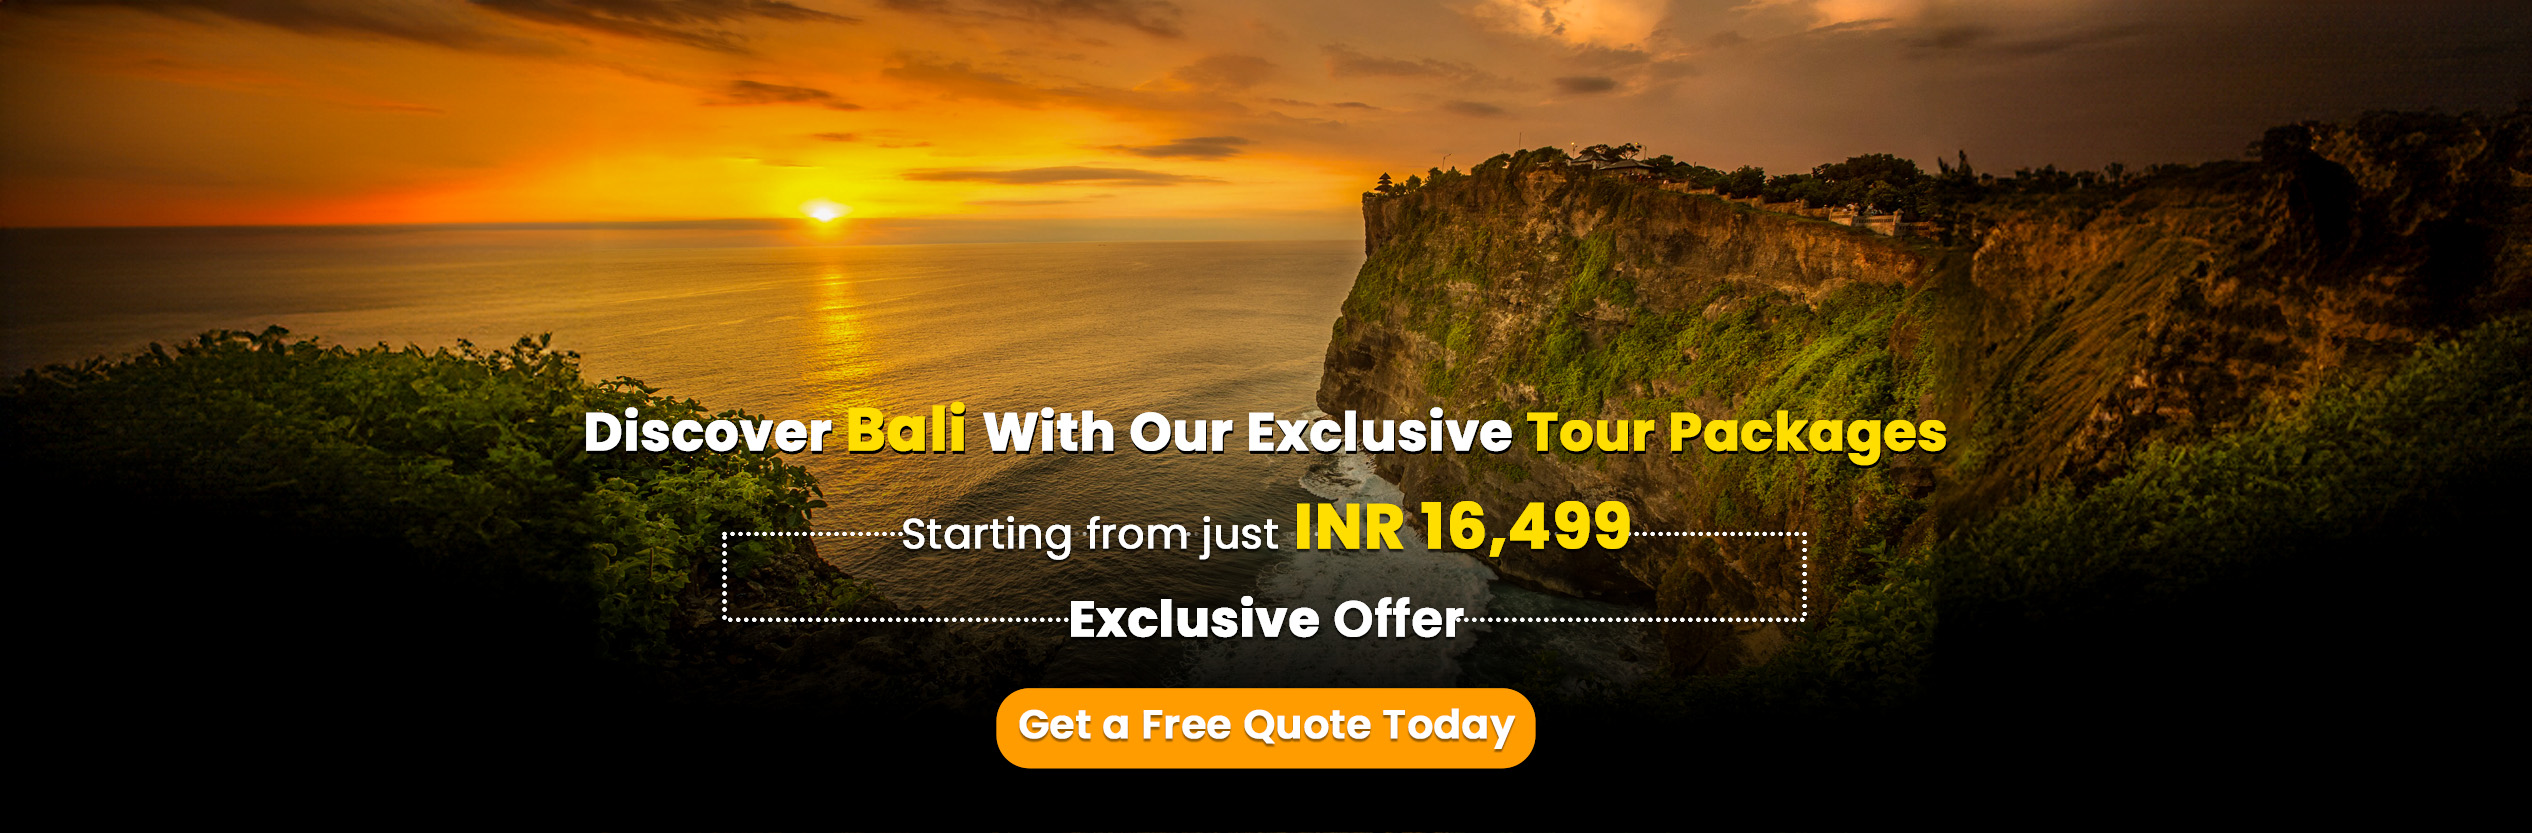 Discover Bali With Our Exclusive Tour Packages
Starting from just INR 16,499
Exclusive Offer
Get a Free Quote Today